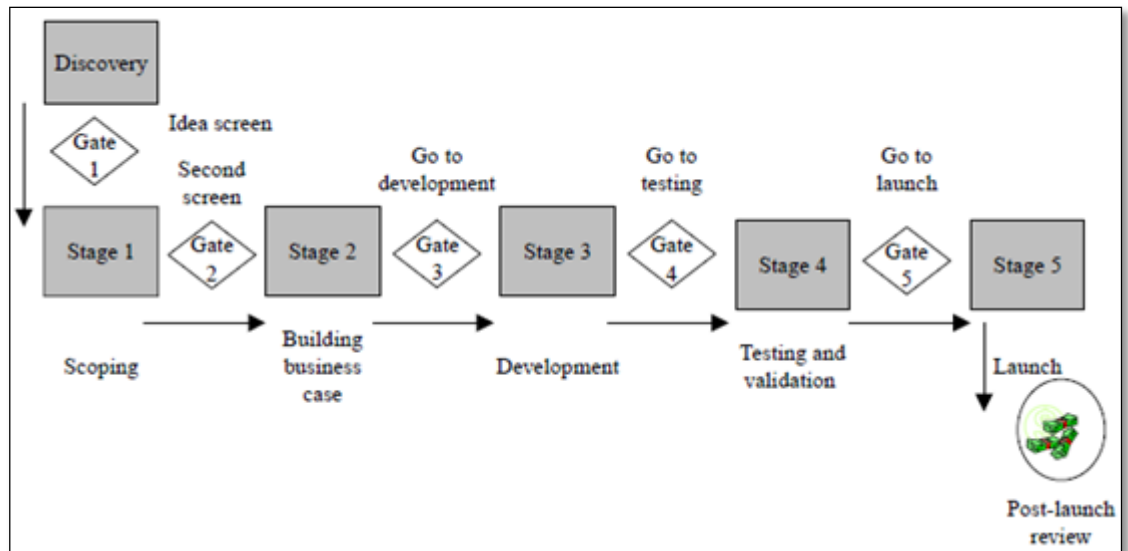 Discovery
Gate
1
Idea screen
Second
screen
Go to
development
Go to
testing
Go to
launch
Stage 1
Gate
2
Stage 2
Gate
3
Stage 3
Gate
4
Stage 4
Gate
5
Stage 5
Scoping
Building
business
case
Development
Testing and
validation
Launch
Post-launch
review